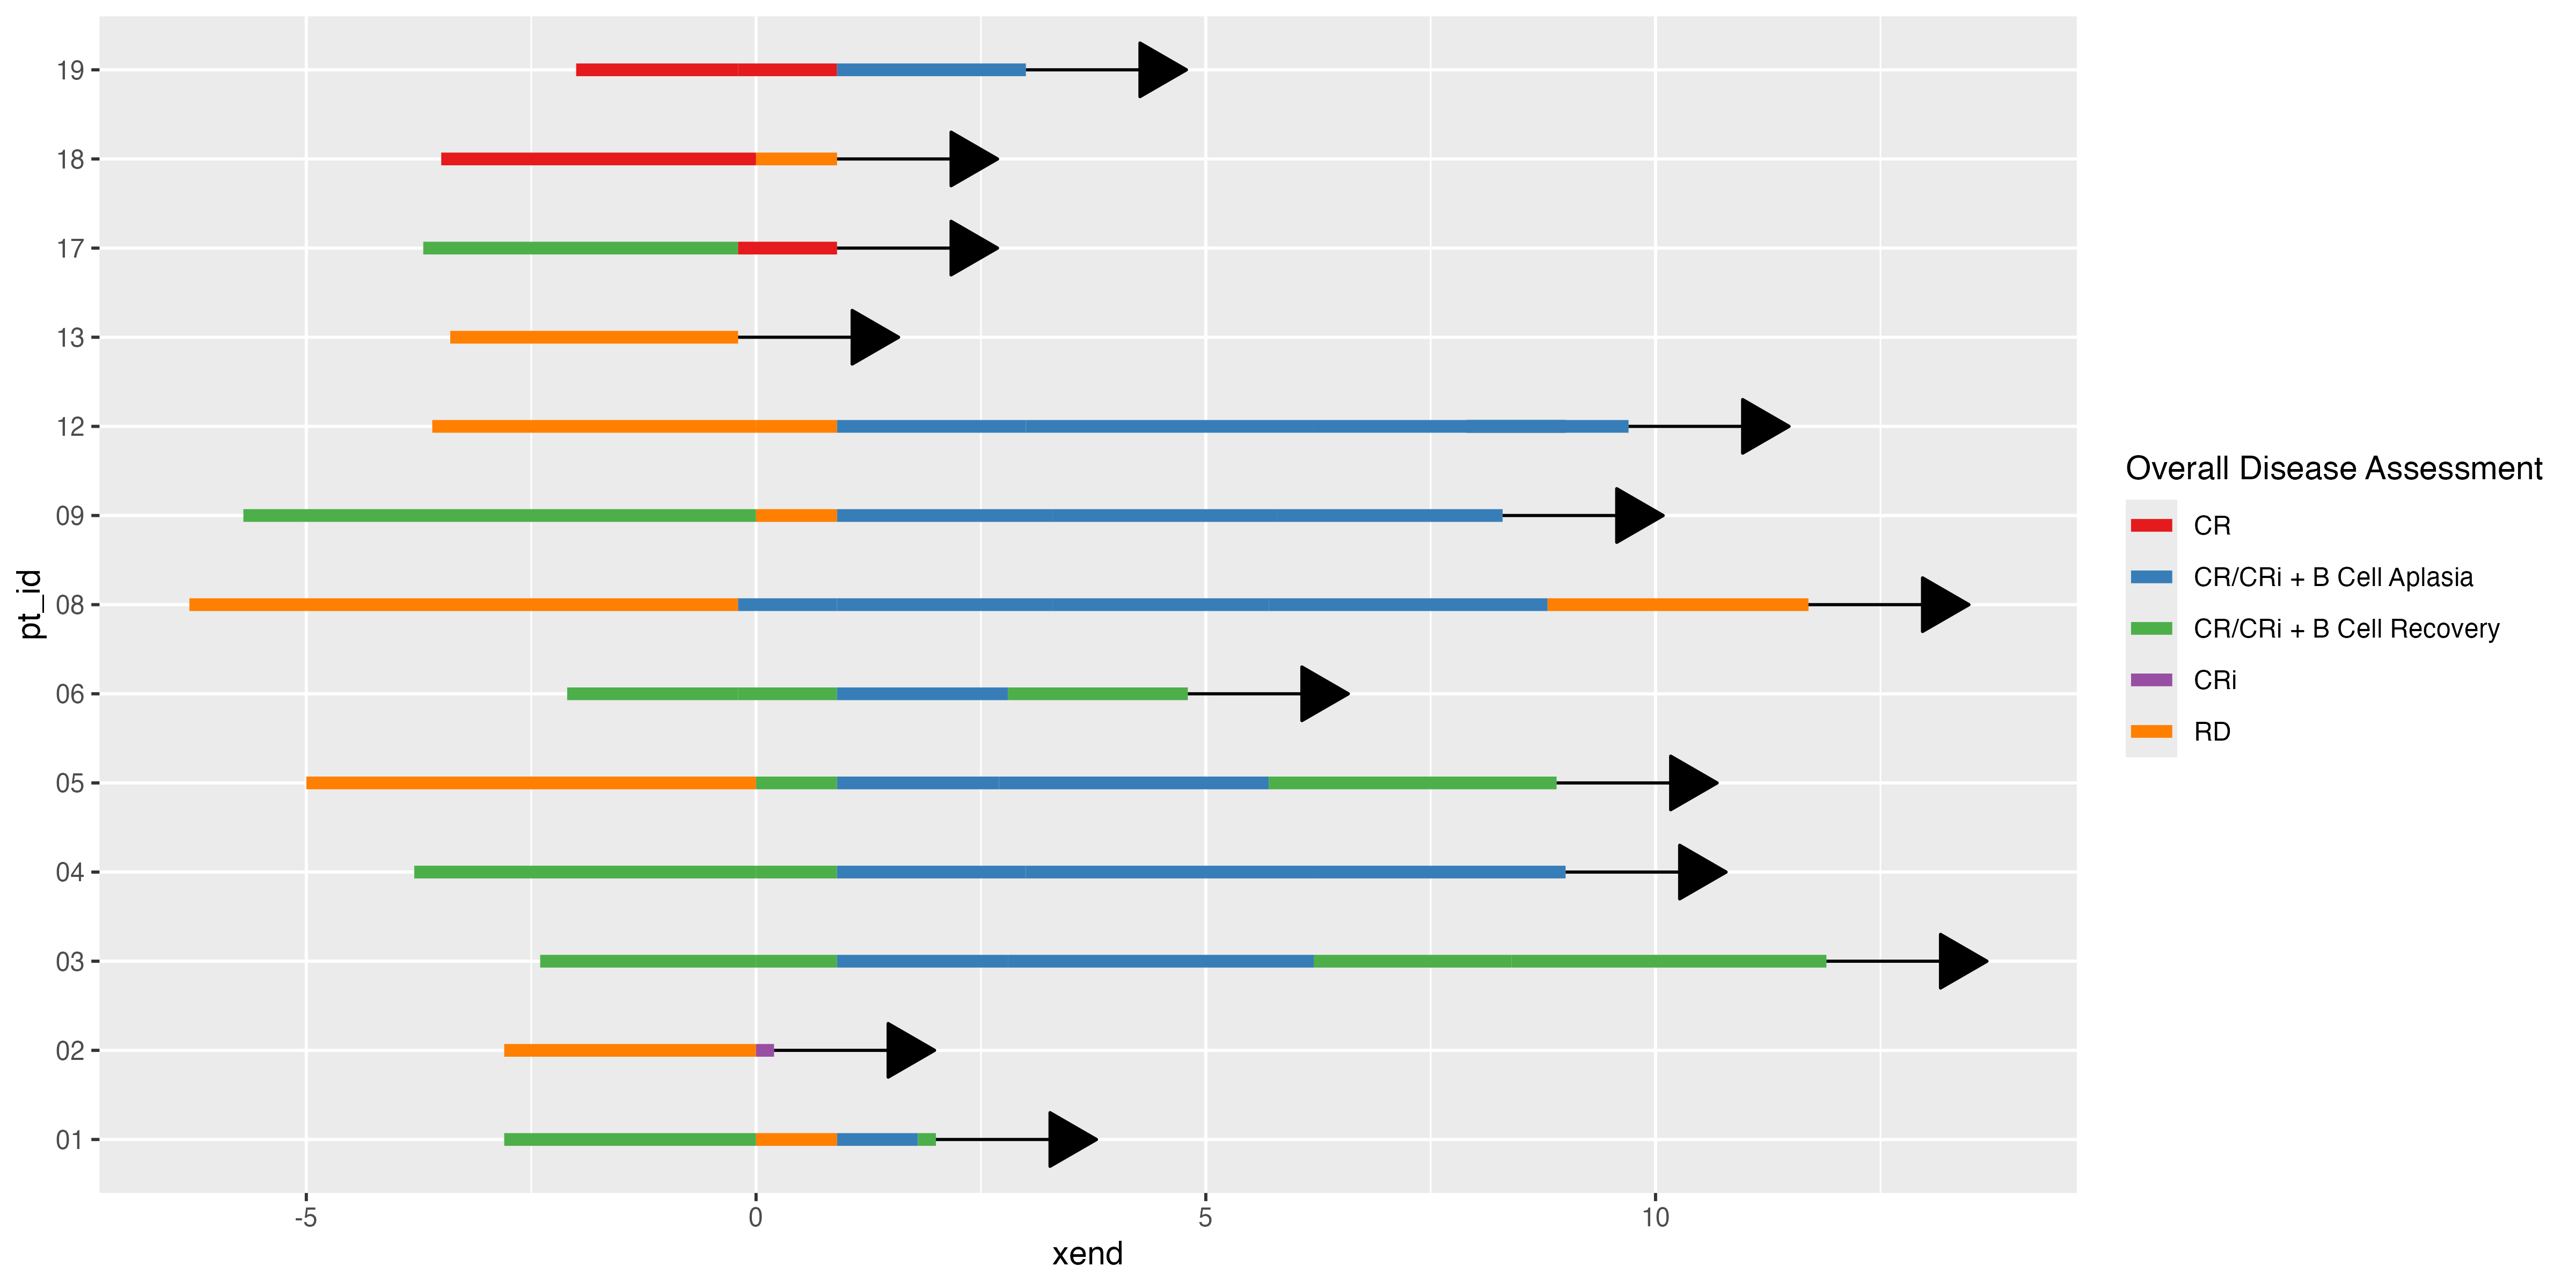 19
18
17
13
12
09
08
06
05
04
03
02
01
pt_id
-5 0 5 10
xend
Overall Disease Assessment
CR
CR/CRi + B Cell Aplasia
CR/CRi + B Cell Recovery
CRi
RD